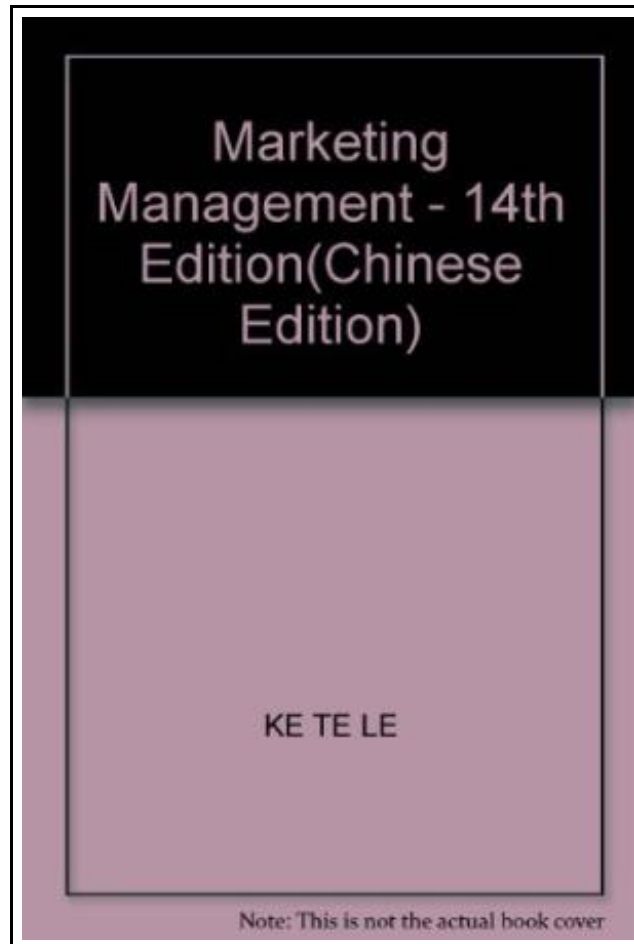 Marketing
Management - 14th
Edition(Chinese
Edition)
KE TE LE
Note: This is not the actual book cover